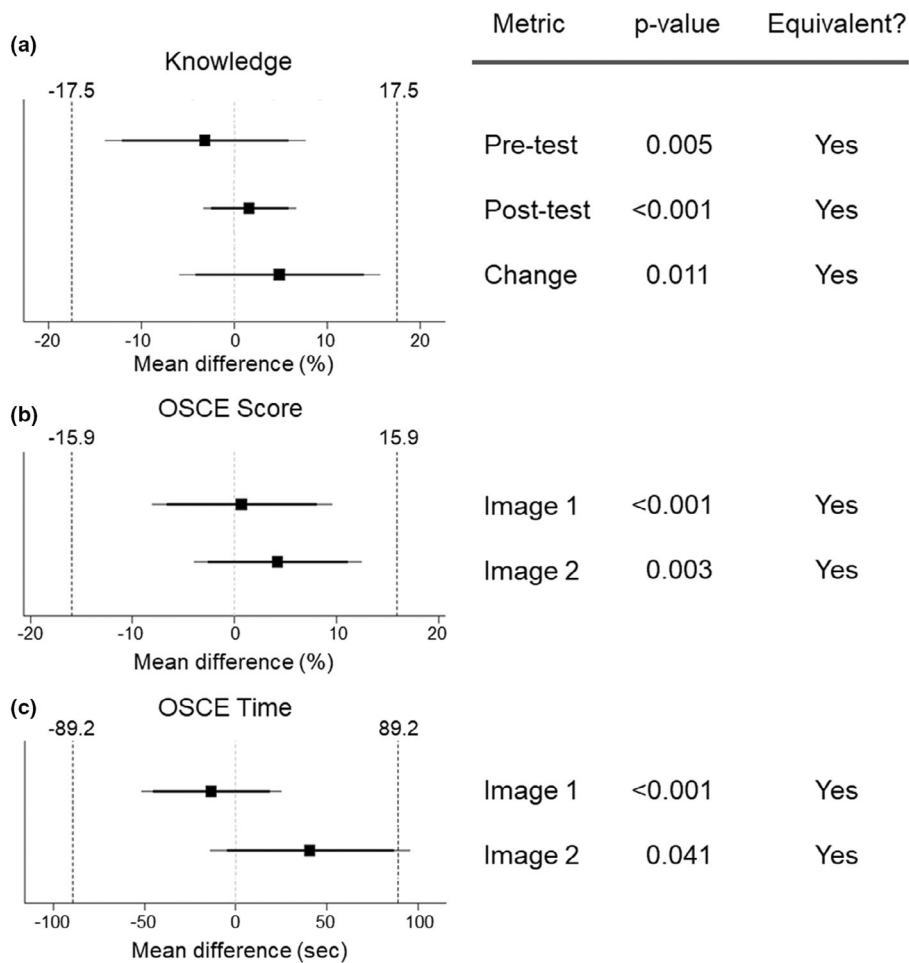 Metric p-value Equivalent?
(a)
Knowledge
-17.5 17.5
Pre-test 0.005 Yes
Post-test <0.001 Yes
Change 0.011 Yes
-20 -10 0 10 20
Mean difference (%)
(b)
OSCE Score
-15.9 15.9
Image 1 <0.001 Yes
Image 2 0.003 Yes
-20 -10 0 10 20
Mean difference (%)
(c)
OSCE Time
-89.2 89.2
Image 1 <0.001 Yes
Image 2 0.041 Yes
-100 -50 0 50 100
Mean difference (sec)